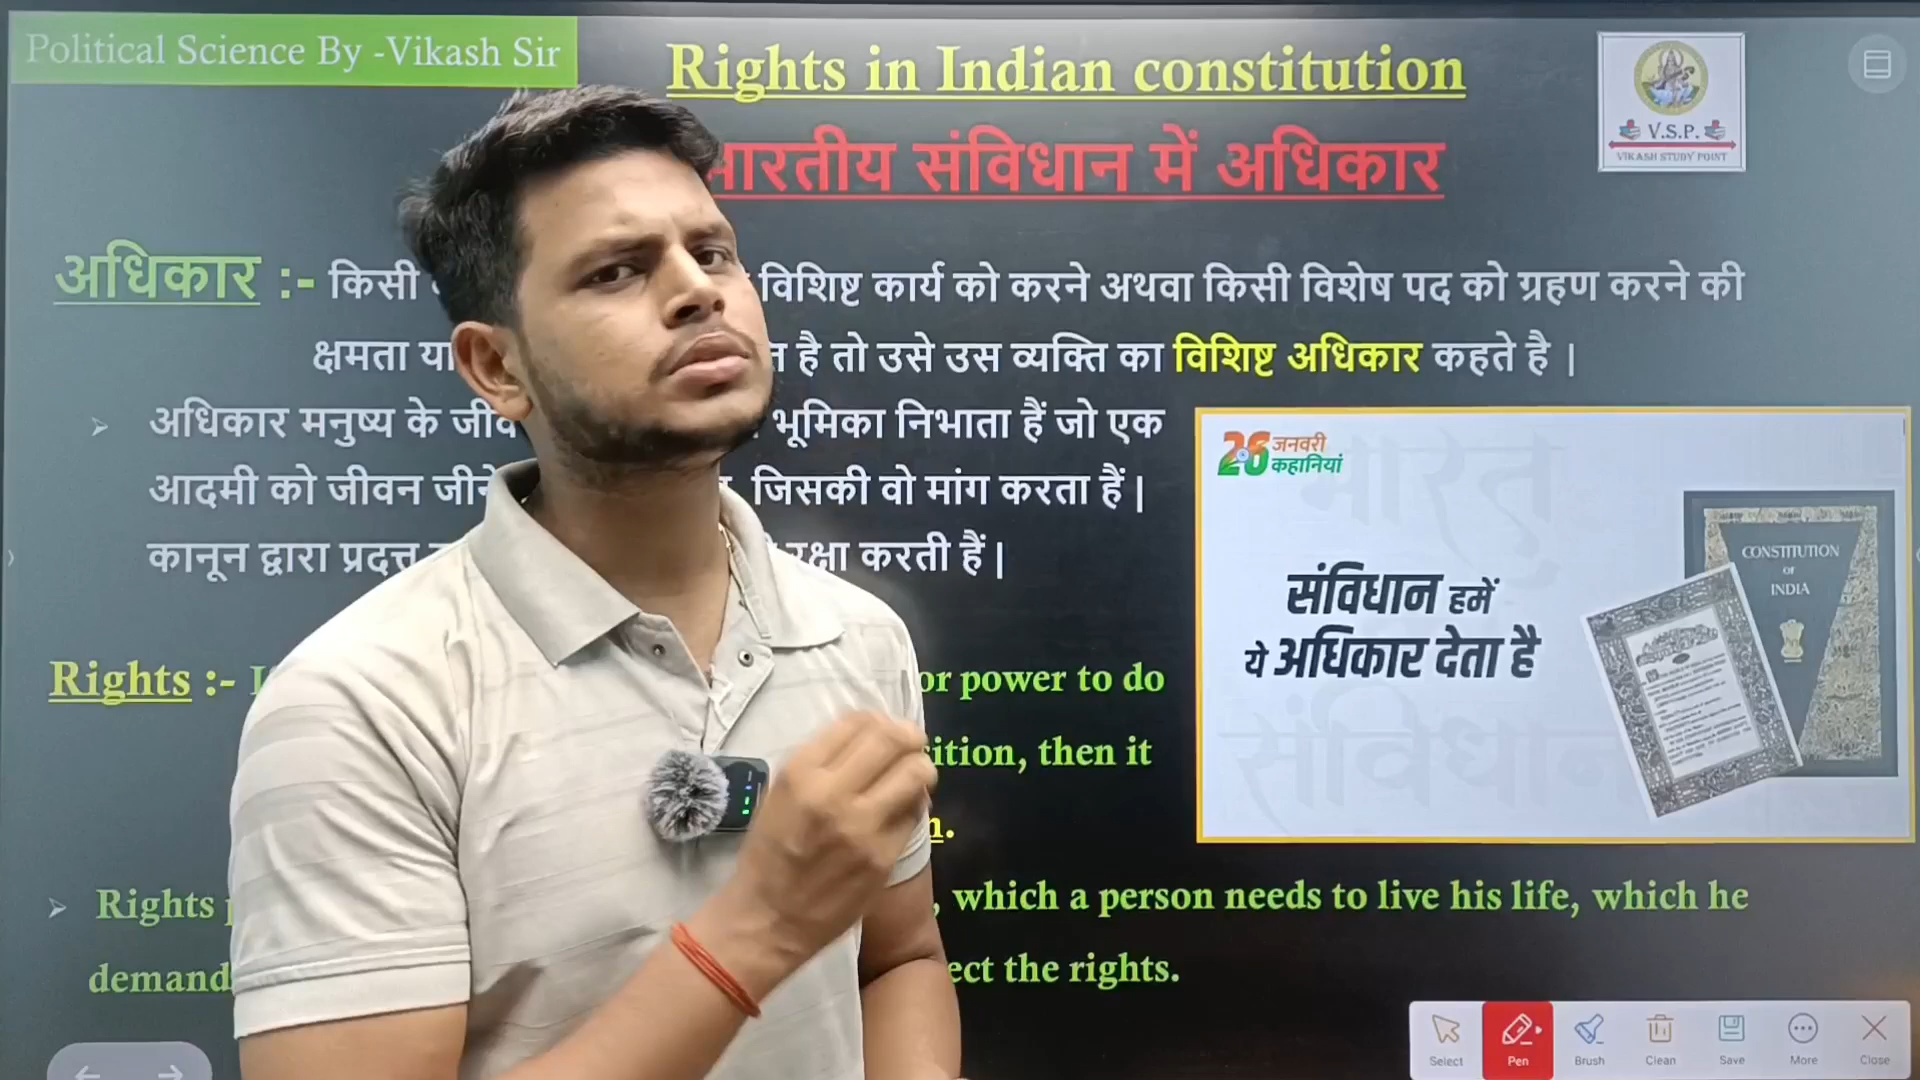 Political Science By -Vikash Sir
Rights in Indian constitution
V.S.P.
VIKASH STUDY POINT
भारतीय संविधान में अधिकार
अधिकार :- किसी विशिष्ट कार्य को करने अथवा किसी विशेष पद को ग्रहण करने की
क्षमता या है तो उसे उस व्यक्ति का विशिष्ट अधिकार कहते है |
➢ अधिकार मनुष्य के भूमिका निभाता हैं जो एक
आदमी को जीवन जीने जिसकी वो मांग करता हैं |
कानून द्वारा प्रदत्त रक्षा करती हैं |
26 जनवरी
कहानियां
भारत
संविधान हमें
ये अधिकार देता है
संविधान
CONSTITUTION
OF
INDIA
Rights :- or power to do
then it
➢ Rights , which a person needs to live his life, which he
demand the rights.
Select Pen Brush Clean Save More Close